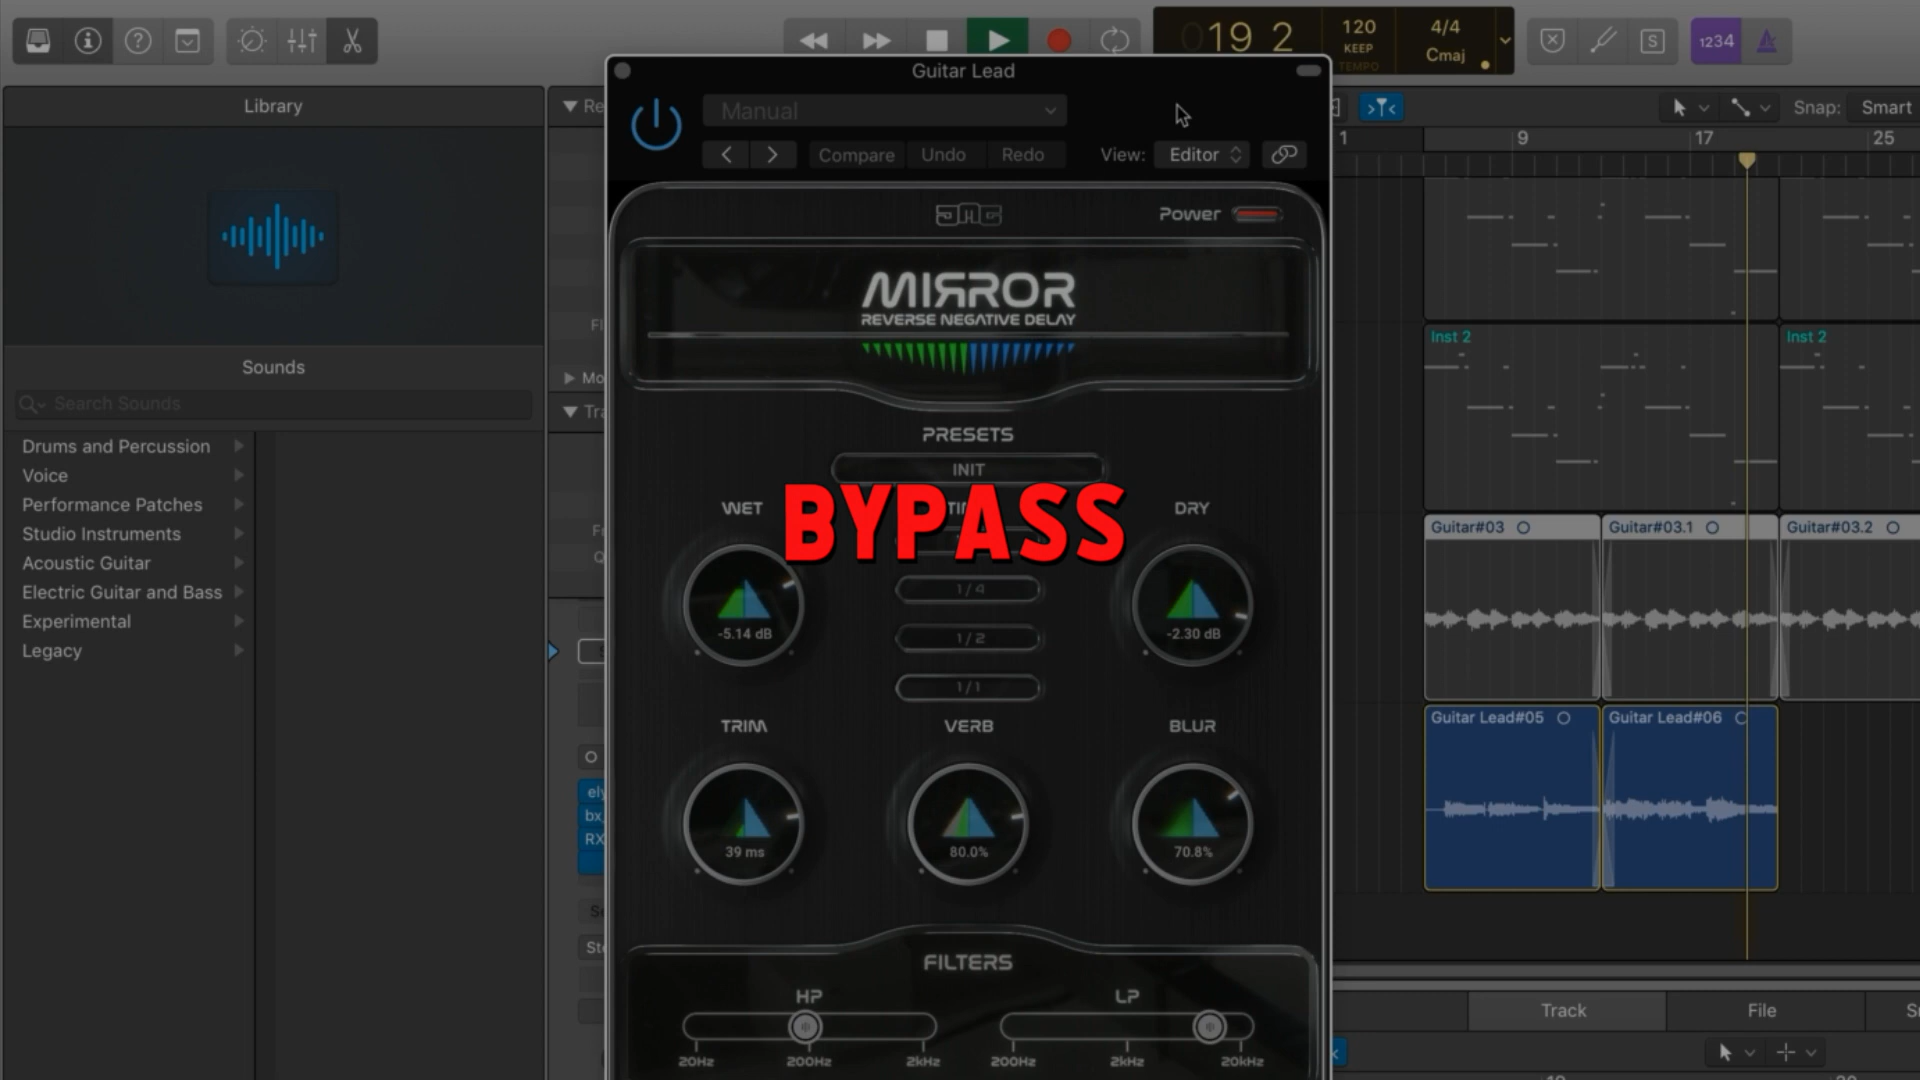 19 2
120
KEEP
TEMPO
4/4
Cmaj
1234
Guitar Lead
Library
Manual
Compare
Undo
Redo
View:
Editor
Snap:
Smart
1
9
17
25
Power
MIRROR
REVERSE NEGATIVE DELAY
Inst 2
Inst 2
Sounds
Search Sounds
Drums and Percussion
Voice
Performance Patches
Studio Instruments
Acoustic Guitar
Electric Guitar and Bass
Experimental
Legacy
PRESETS
INIT
BYPASS
WET
DRY
-5.14 dB
-2.30 dB
1/4
1/2
1/1
Guitar#03
Guitar#03.1
Guitar#03.2
Guitar Lead#05
Guitar Lead#06
TRIM
VERB
BLUR
39 ms
80.0%
70.8%
FILTERS
HP
LP
20Hz
200Hz
2kHz
200Hz
2kHz
20kHz
Track
File